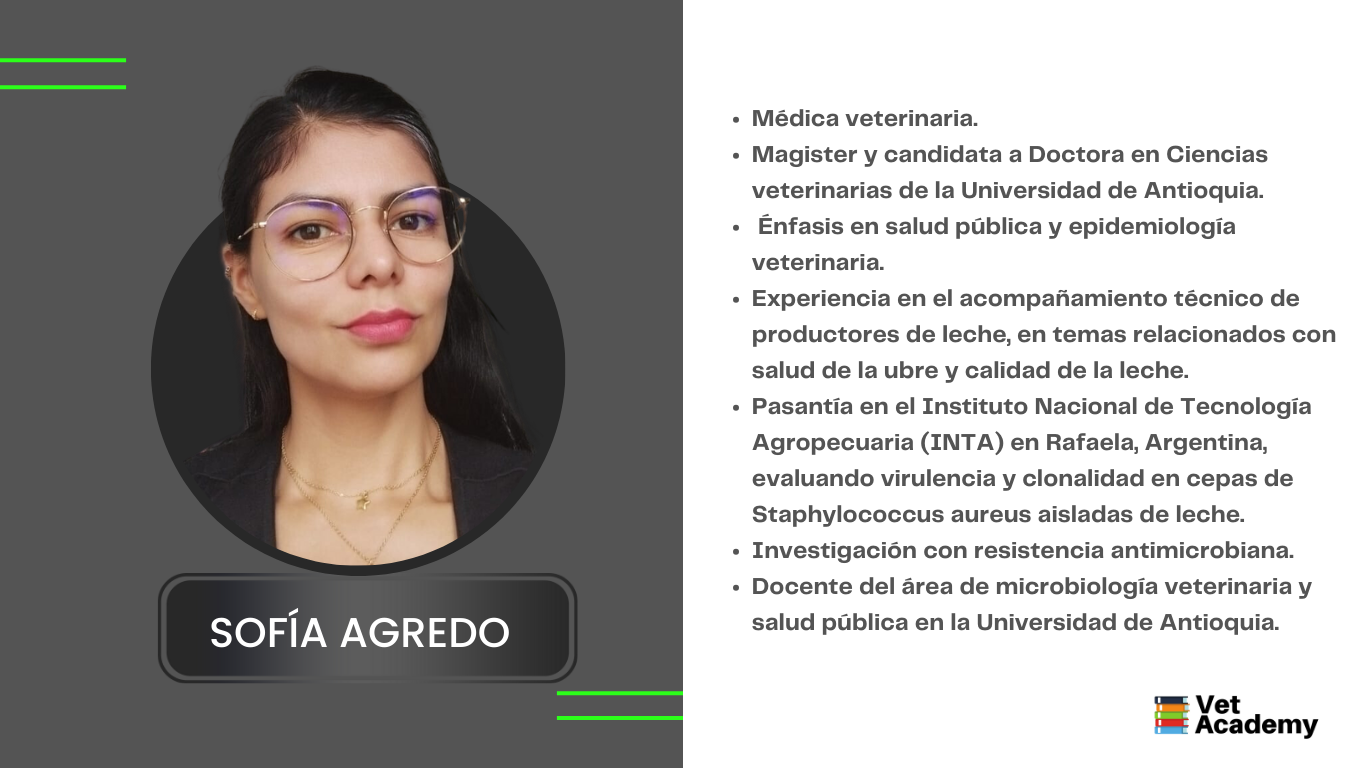 SOFÍA AGREDO
• Médica veterinaria.
• Magister y candidata a Doctora en Ciencias
veterinarias de la Universidad de Antioquia.
• Énfasis en salud pública y epidemiología
veterinaria.
• Experiencia en el acompañamiento técnico de
productores de leche, en temas relacionados con
salud de la ubre y calidad de la leche.
• Pasantía en el Instituto Nacional de Tecnología
Agropecuaria (INTA) en Rafaela, Argentina,
evaluando virulencia y clonalidad en cepas de
Staphylococcus aureus aisladas de leche.
• Investigación con resistencia antimicrobiana.
• Docente del área de microbiología veterinaria y
salud pública en la Universidad de Antioquia.
Vet
Academy